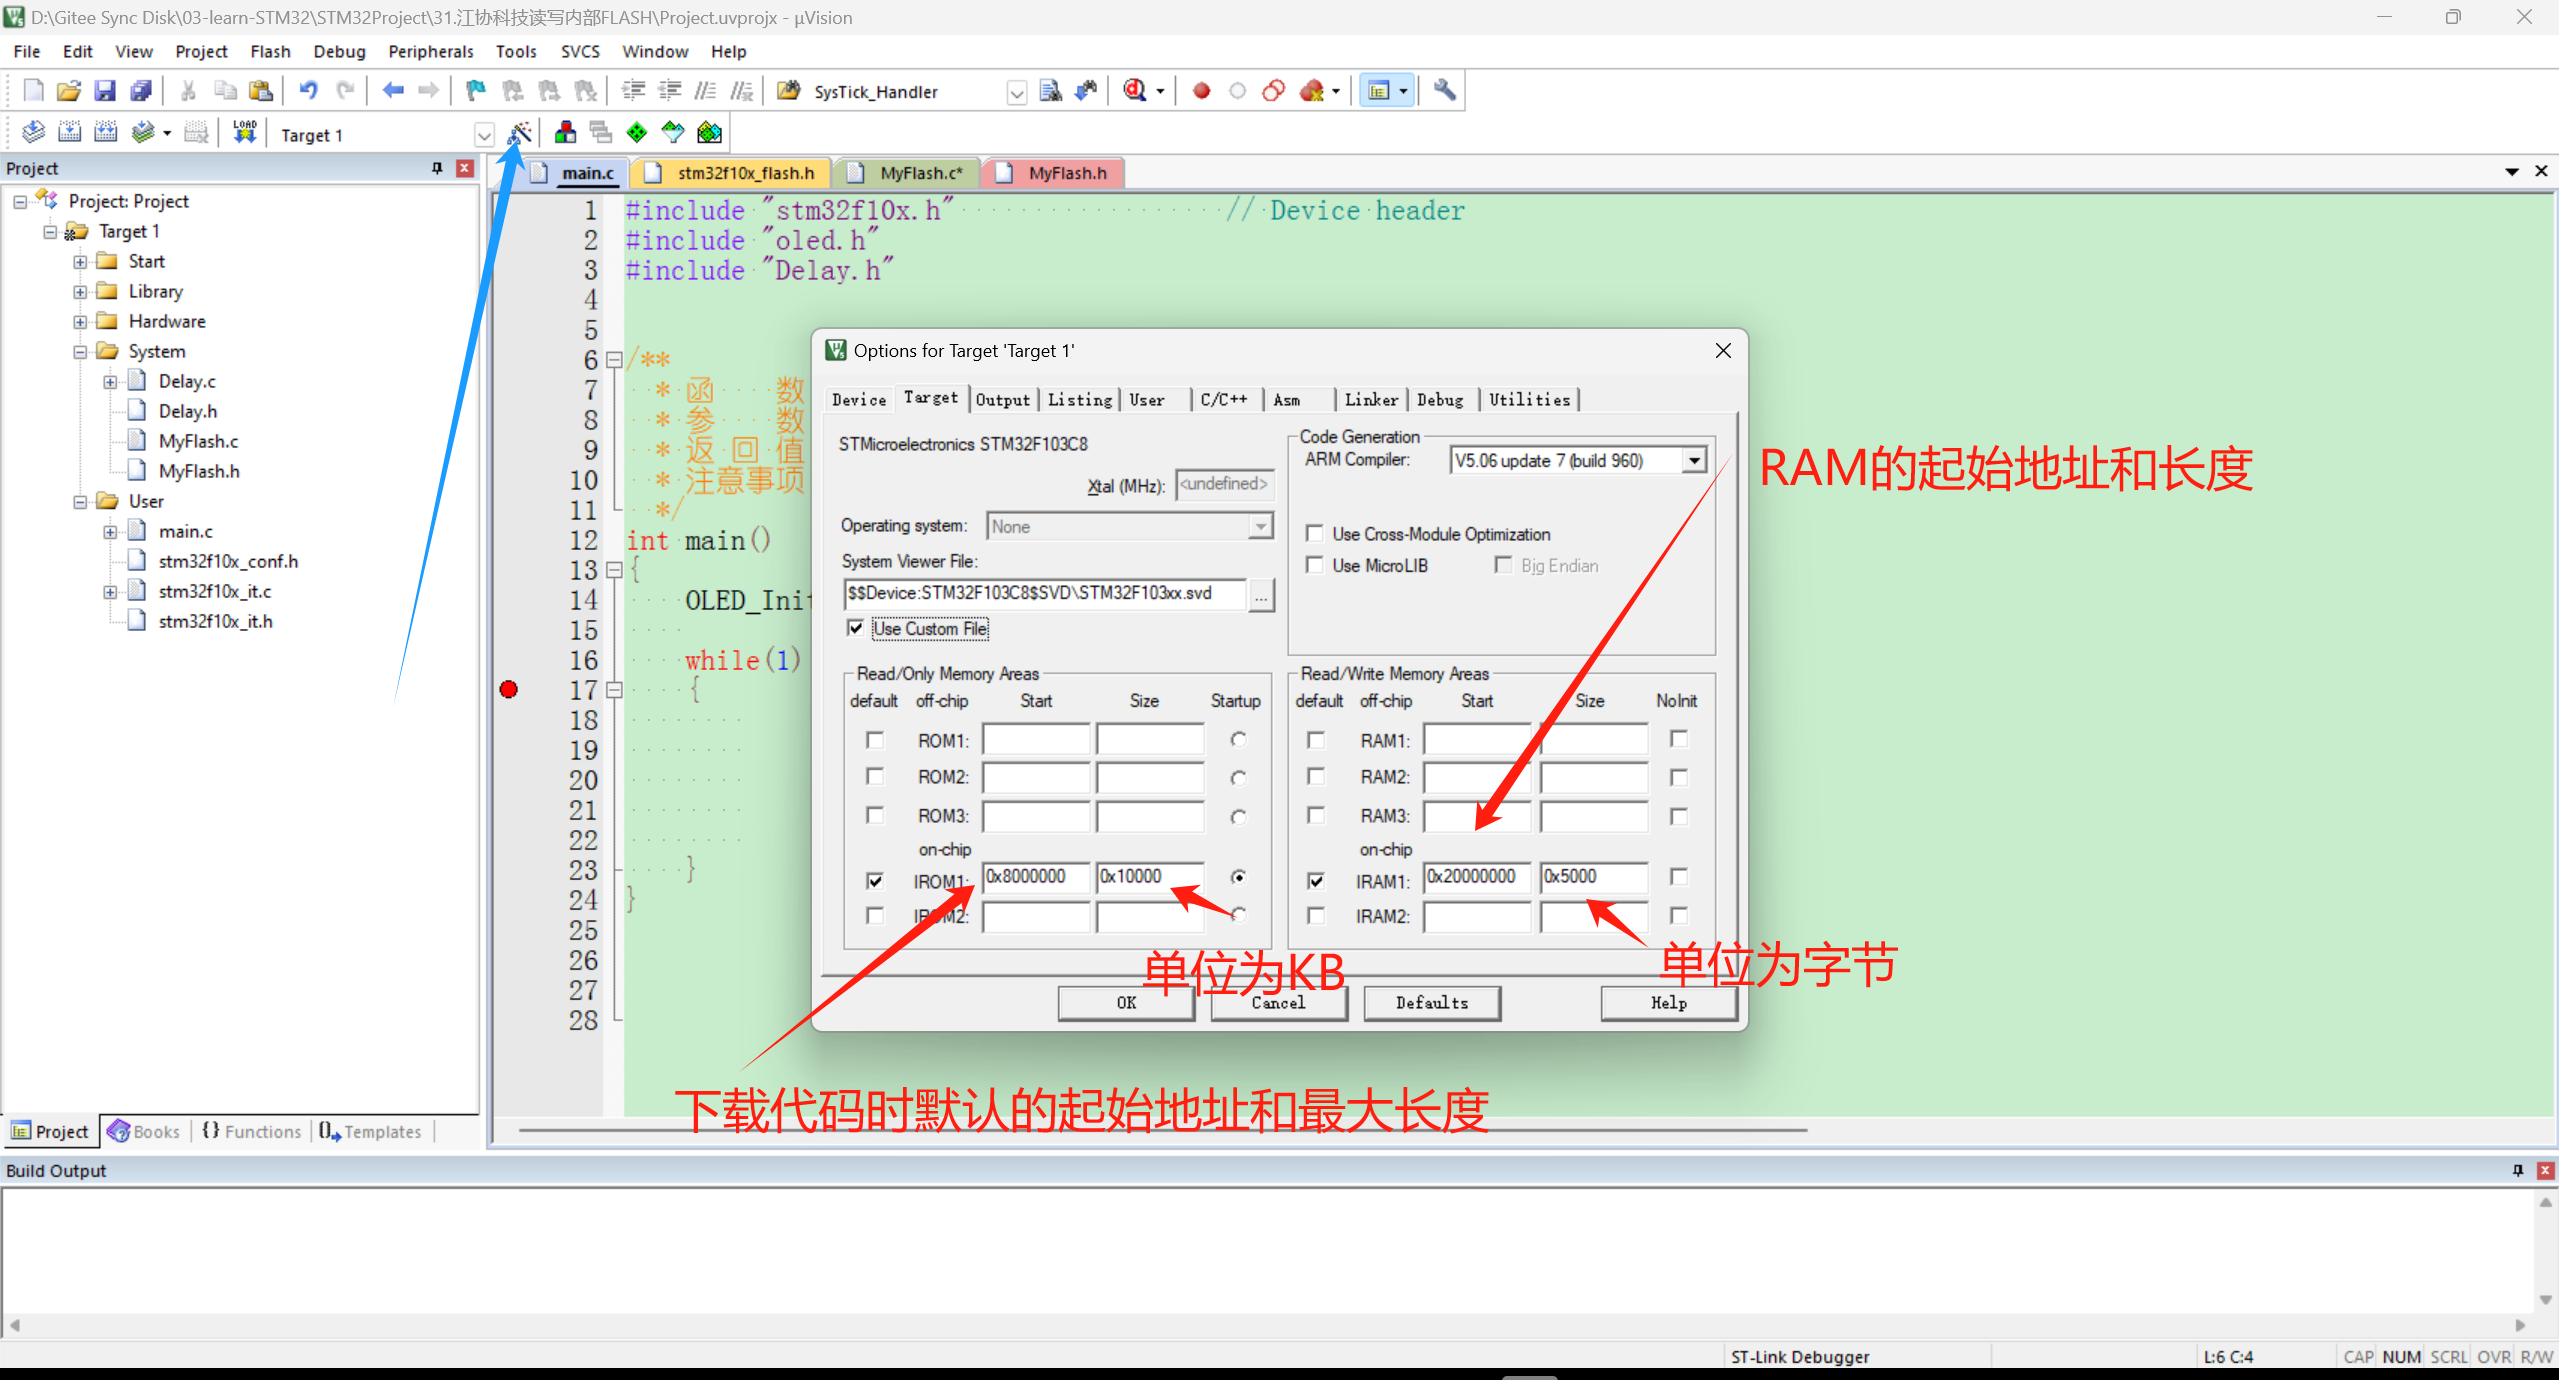 D:\Gitee Sync Disk\03-learn-STM32\STM32Project\31.江协科技读写内部FLASH\Project.uvprojx - µVision
File Edit View Project Flash Debug Peripherals Tools SVCS Window Help
SysTick_Handler
LOAD Target 1
Project
main.c stm32f10x_flash.h MyFlash.c* MyFlash.h
Project: Project
Target 1
Start
Library
Hardware
System
Delay.c
Delay.h
MyFlash.c
MyFlash.h
User
main.c
stm32f10x_conf.h
stm32f10x_it.c
stm32f10x_it.h
1 #include "stm32f10x.h" // Device header
2 #include "oled.h"
3 #include "Delay.h"
4
5
6 /**
7 * 函 数
8 * 参 数
9 * 返 回 值
10 * 注意事项
11 */
12 int main()
13 {
14 OLED_Init
15
16 while(1)
17 {
18
19
20
21
22
23 }
24 }
25
26
27
28
Options for Target 'Target 1'
Device Target Output Listing User C/C++ Asm Linker Debug Utilities
STMicroelectronics STM32F103C8
Xtal (MHz): <undefined>
Operating system: None
System Viewer File:
$$Device:STM32F103C8$SVD\STM32F103xx.svd ...
Use Custom File
Code Generation
ARM Compiler: V5.06 update 7 (build 960)
Use Cross-Module Optimization
Use MicroLIB Big Endian
Read/Only Memory Areas
default off-chip Start Size Startup
ROM1:
ROM2:
ROM3:
on-chip
IROM1: 0x8000000 0x10000
IROM2:
Read/Write Memory Areas
default off-chip Start Size NoInit
RAM1:
RAM2:
RAM3:
on-chip
IRAM1: 0x20000000 0x5000
IRAM2:
OK Cancel Defaults Help
RAM的起始地址和长度
单位为KB
单位为字节
下载代码时默认的起始地址和最大长度
Project Books {} Functions Templates
Build Output
ST-Link Debugger L:6 C:4 CAP NUM SCRL OVR R/W